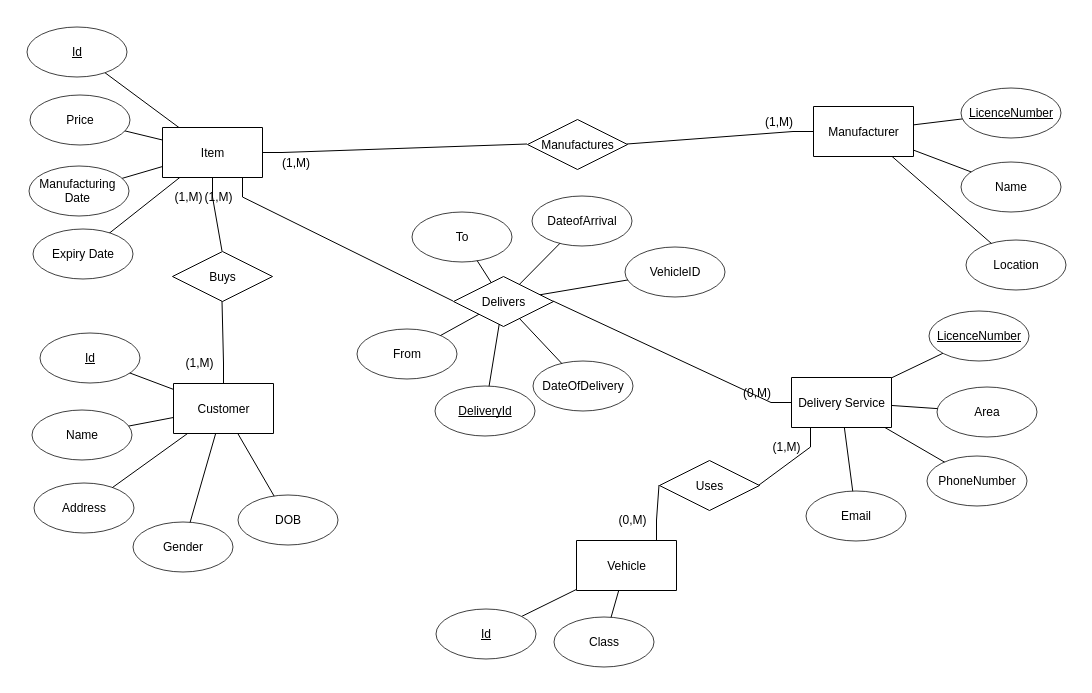 Id
Price
LicenceNumber
(1,M)
Manufacturer
Item
Manufactures
(1,M)
Manufacturing
Date
Name
(1,M)
(1,M)
DateofArrival
To
Expiry Date
Location
VehicleID
Buys
Delivers
LicenceNumber
Id
From
(1,M)
DateOfDelivery
(0,M)
Customer
Delivery Service
DeliveryId
Area
Name
(1,M)
PhoneNumber
Uses
Address
Email
DOB
(0,M)
Gender
Vehicle
Id
Class